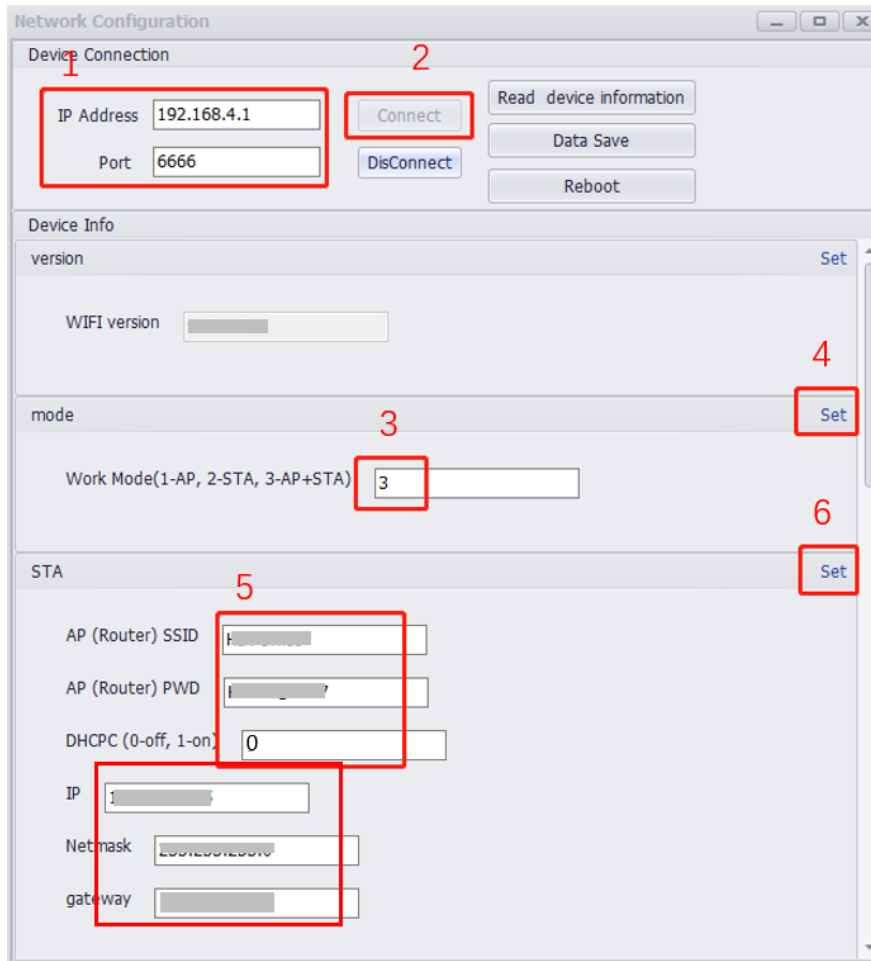 Network Configuration
Device Connection
1
2
IP Address 192.168.4.1 Connect Read device information
Port 6666 DisConnect Data Save
Reboot
Device Info
version Set
WIFI version
4
mode Set
3
Work Mode(1-AP, 2-STA, 3-AP+STA) 3
6
STA Set
5
AP (Router) SSID
AP (Router) PWD
DHCPC (0-off, 1-on) 0
IP
Netmask
gateway